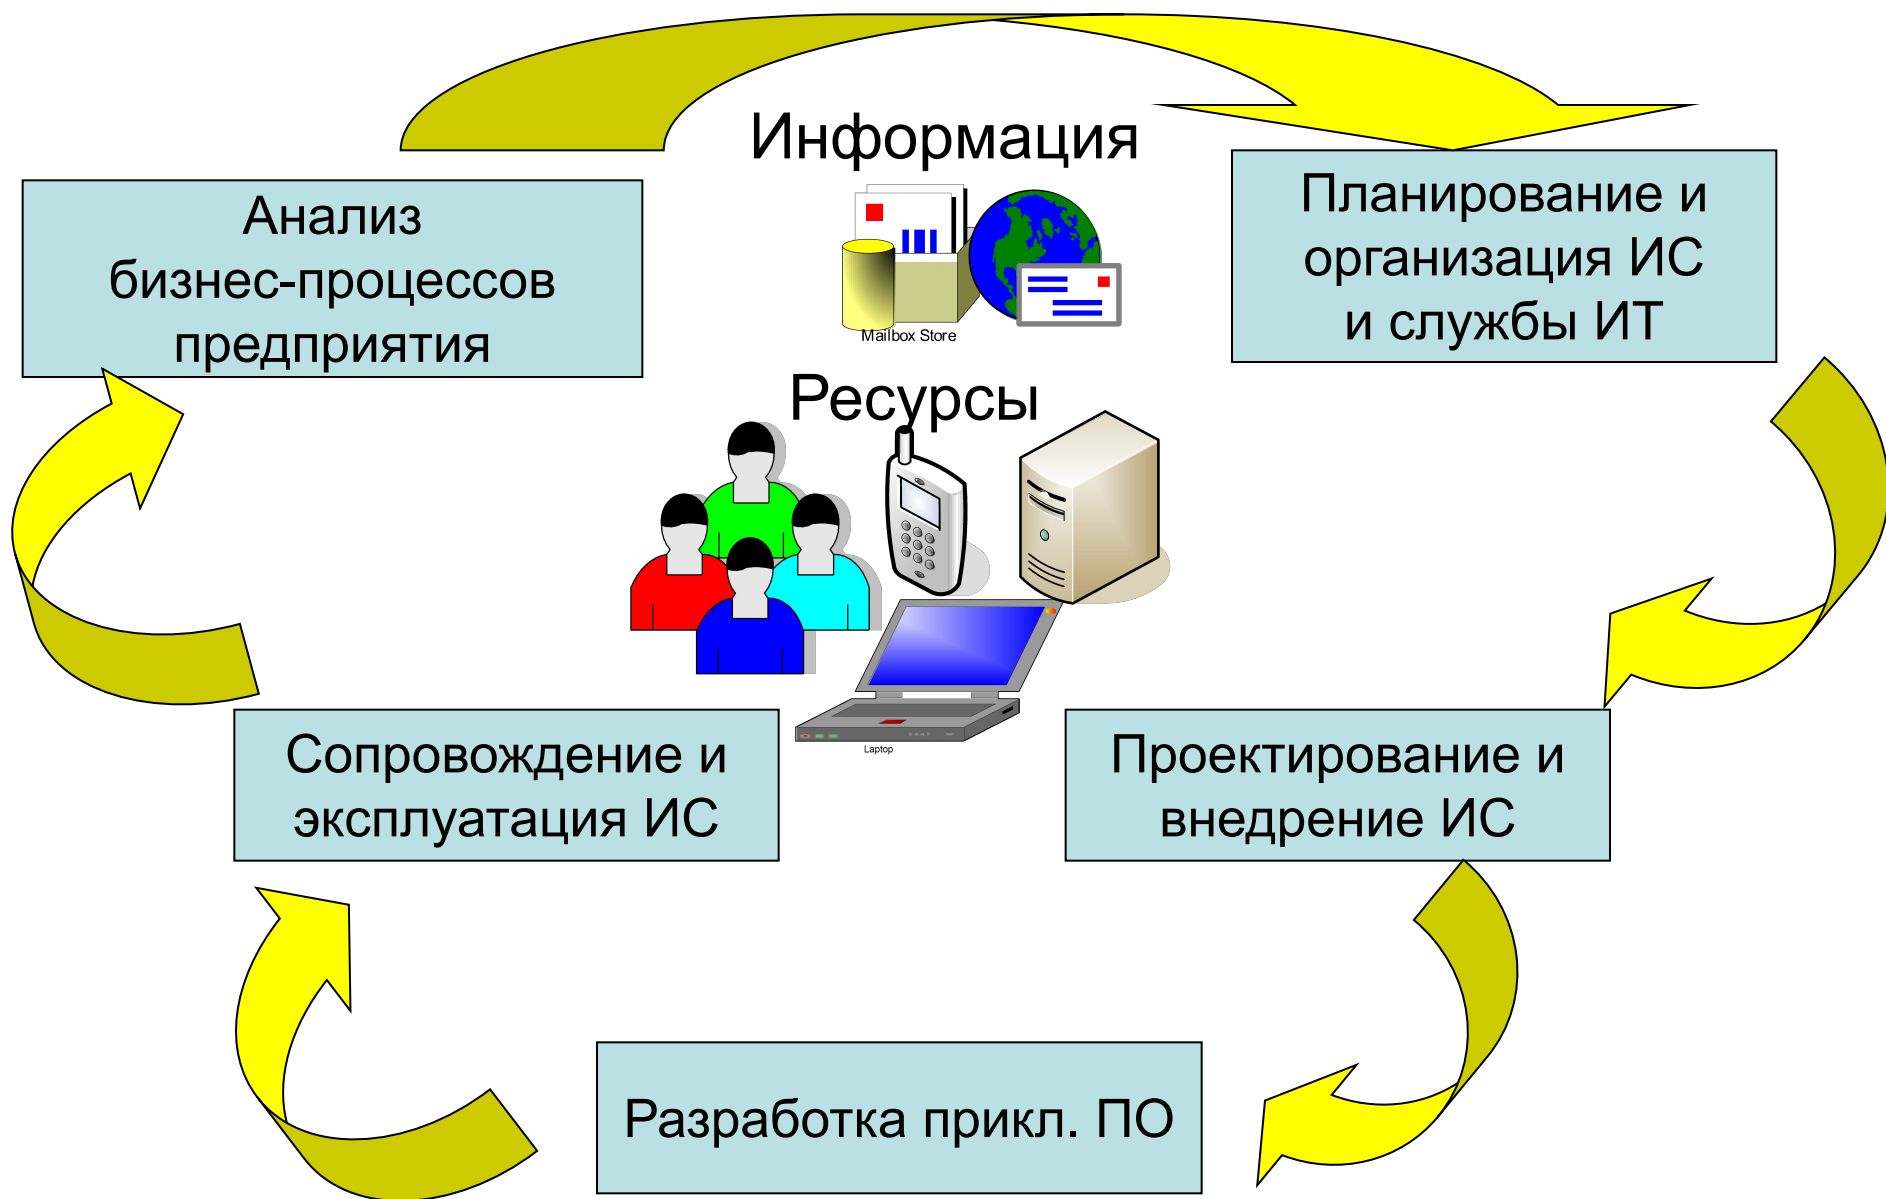 Информация
Анализ
бизнес-процессов
предприятия
Планирование и
организация ИС
и службы ИТ
Mailbox Store
Ресурсы
Laptop
Сопровождение и
эксплуатация ИС
Проектирование и
внедрение ИС
Разработка прикл. ПО